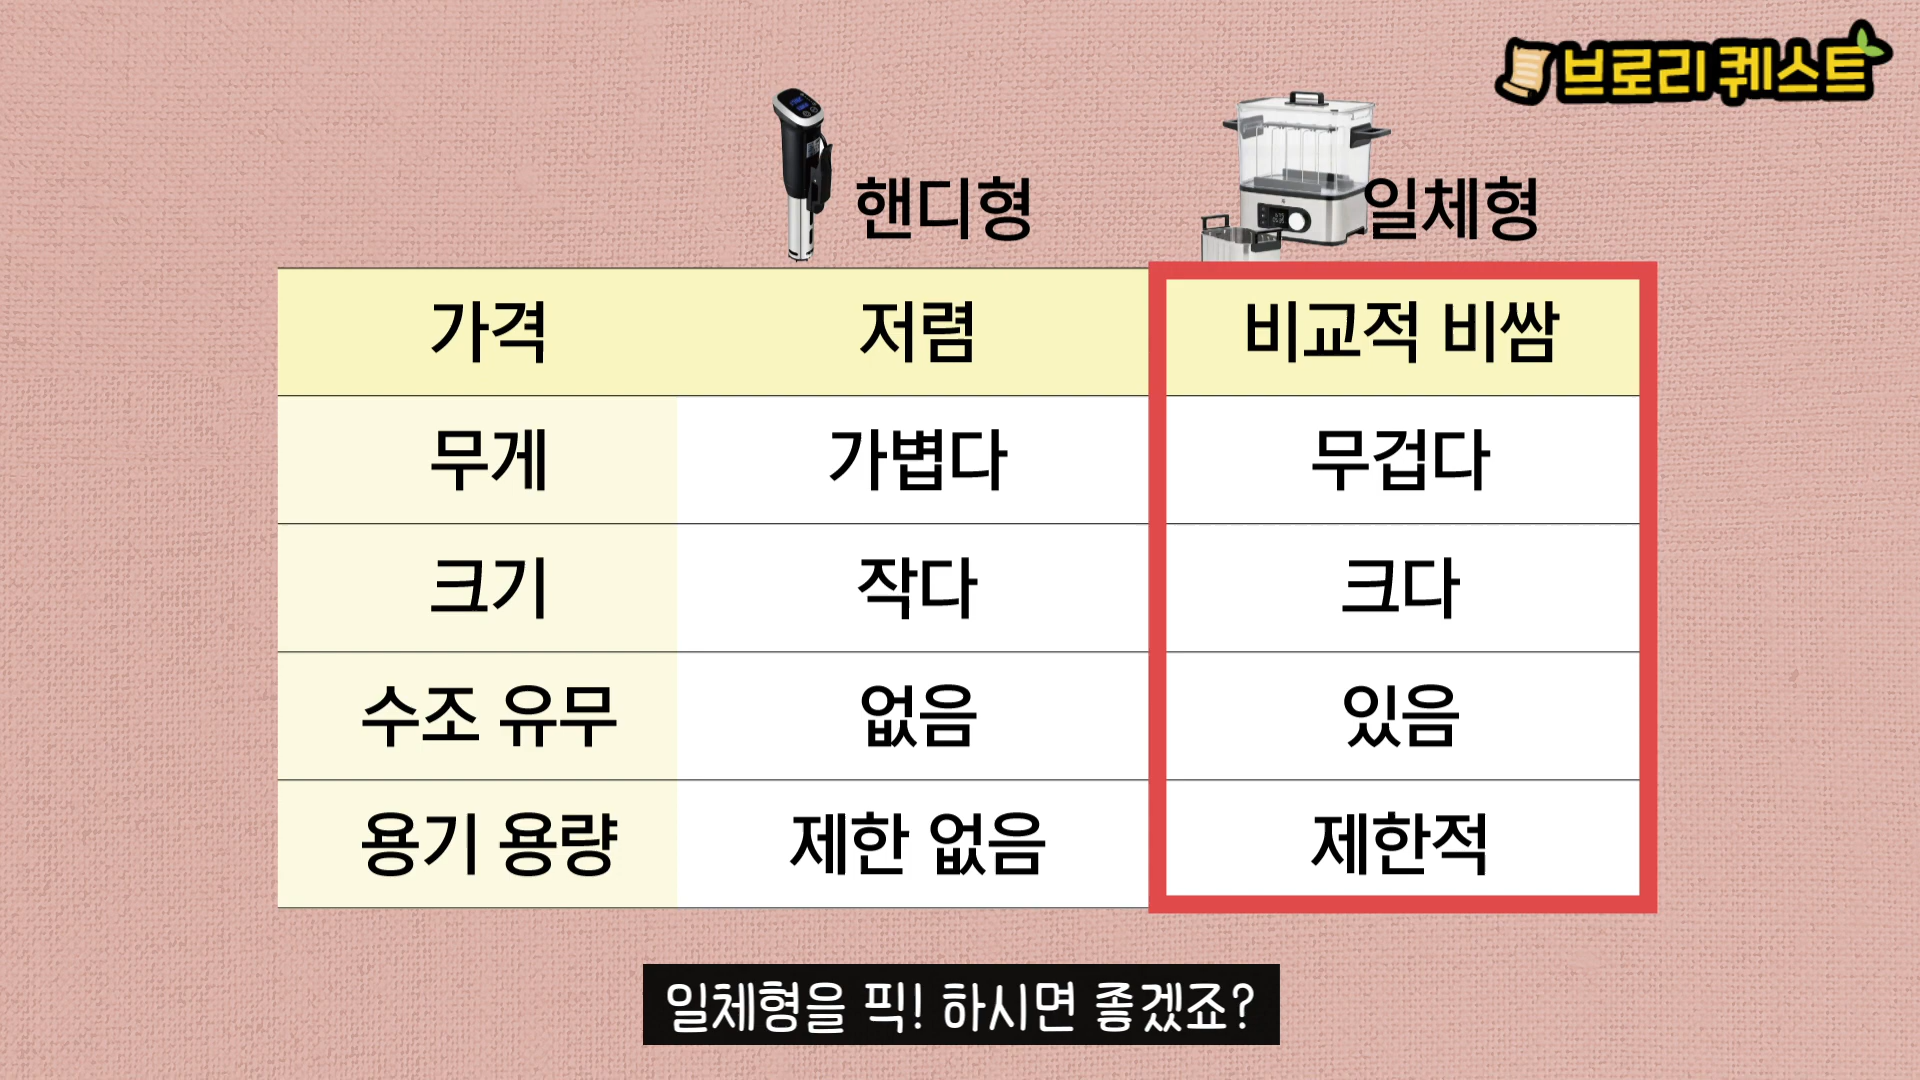 브로리 퀘스트
핸디형 일체형
가격 저렴 비교적 비쌈
무게 가볍다 무겁다
크기 작다 크다
수조 유무 없음 있음
용기 용량 제한 없음 제한적
일체형을 픽! 하시면 좋겠죠?